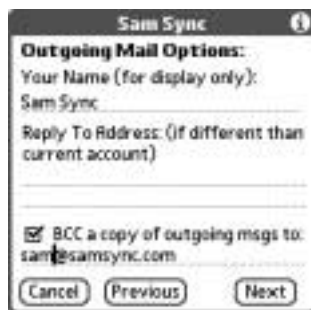 Sam Sync
Outgoing Mail Options:
Your Name (for display only):
Sam Sync
Reply To Address: (if different than
current account)
BCC a copy of outgoing msgs to:
sam@samsync.com
Cancel Previous Next